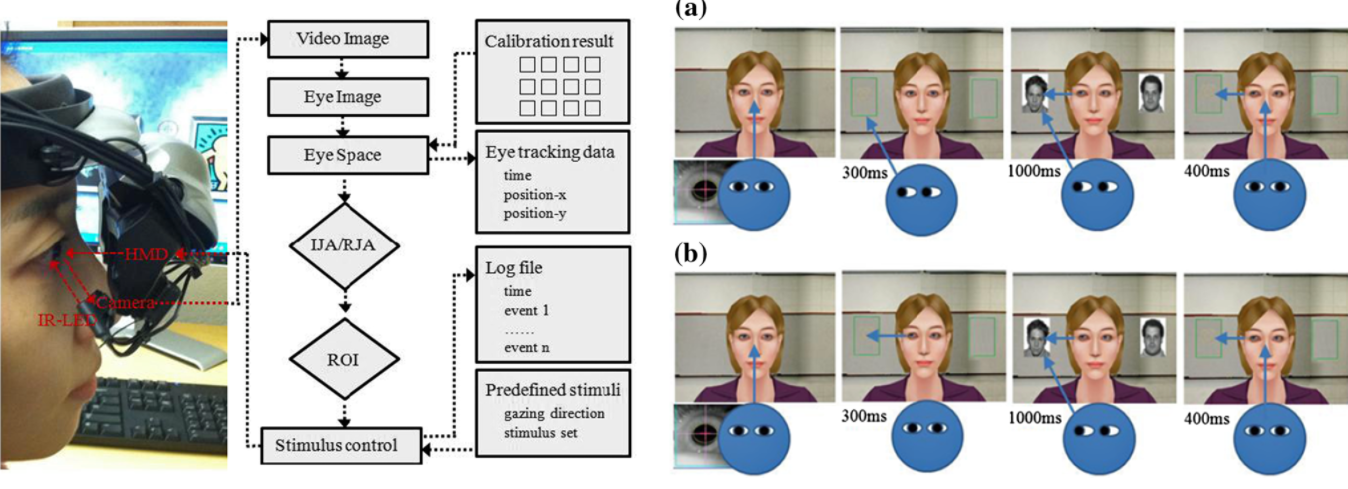 HMD
Camera
IR-LED
Video Image
Eye Image
Eye Space
IJA/RJA
ROI
Stimulus control
Calibration result
Eye tracking data
time
position-x
position-y
Log file
time
event 1
......
event n
Predefined stimuli
gazing direction
stimulus set
(a)
300ms
1000ms
400ms
(b)
300ms
1000ms
400ms